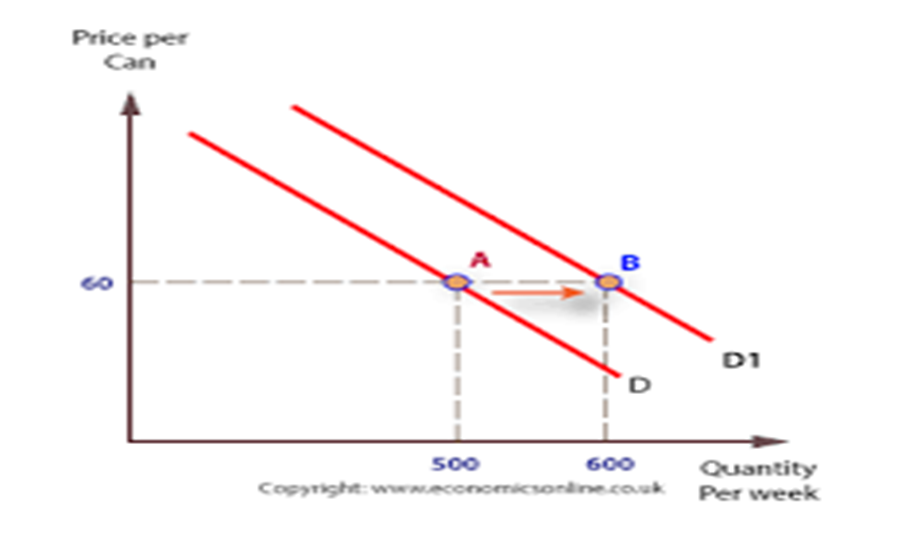 Price per
Can
A
B
60
D1
D
500
600
Quantity
Per week
Copyright: www.economicsonline.co.uk